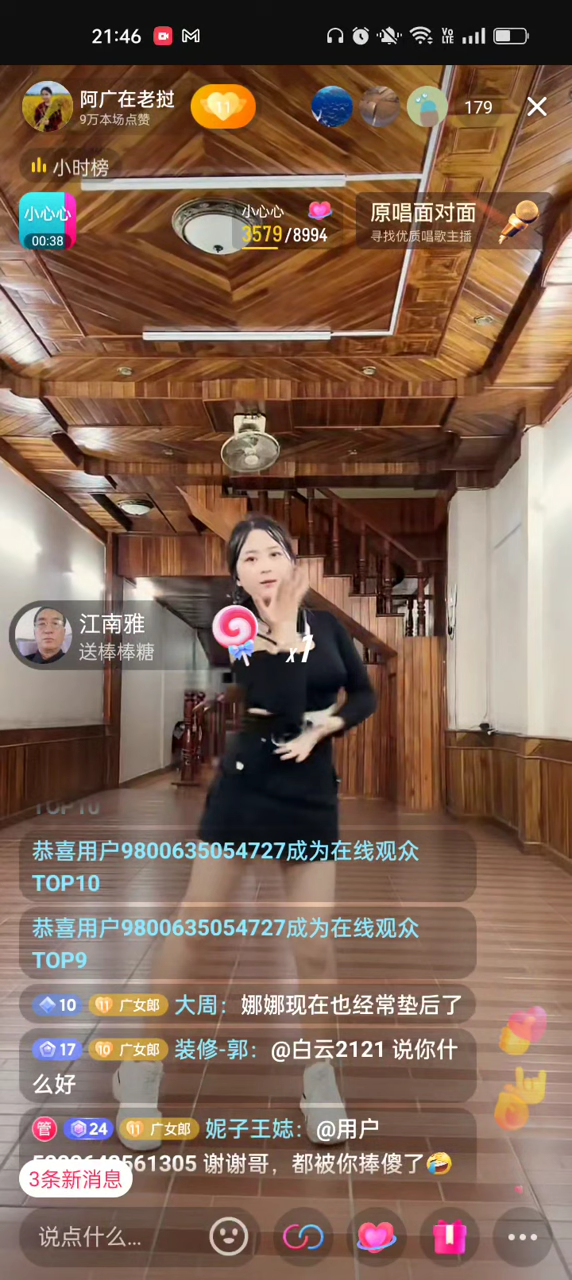 21:46
Vo
LTE
阿广在老挝
11
179
9万本场点赞
小时榜
小心心
00:38
小心心
3579/8994
原唱面对面
寻找优质唱歌主播
江南雅
送棒棒糖
x1
TOP10
恭喜用户9800635054727成为在线观众
TOP10
恭喜用户9800635054727成为在线观众
TOP9
10 11 广女郎 大周：娜娜现在也经常垫后了
17 10 广女郎 装修-郭：@白云2121 说你什
么好
管 24 11 广女郎 妮子王娡：@用户
561305 谢谢哥，都被你捧傻了🤣
3条新消息
说点什么...